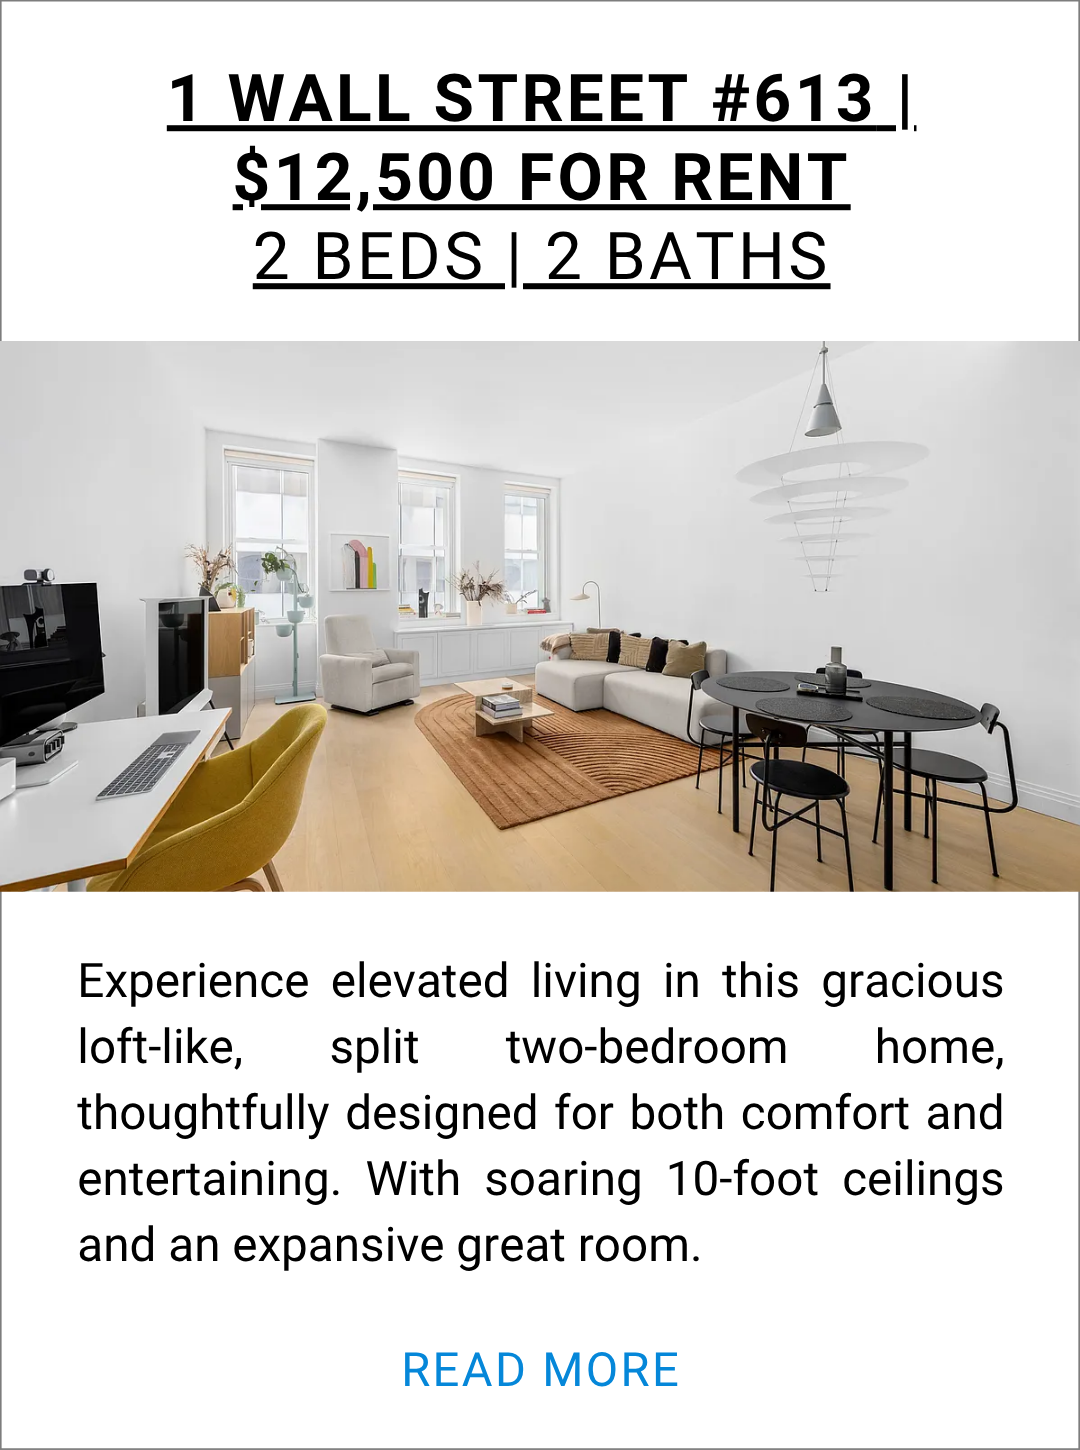 1 WALL STREET #613 |
$12,500 FOR RENT
2 BEDS | 2 BATHS
Experience elevated living in this gracious
loft-like, split two-bedroom home,
thoughtfully designed for both comfort and
entertaining. With soaring 10-foot ceilings
and an expansive great room.
READ MORE